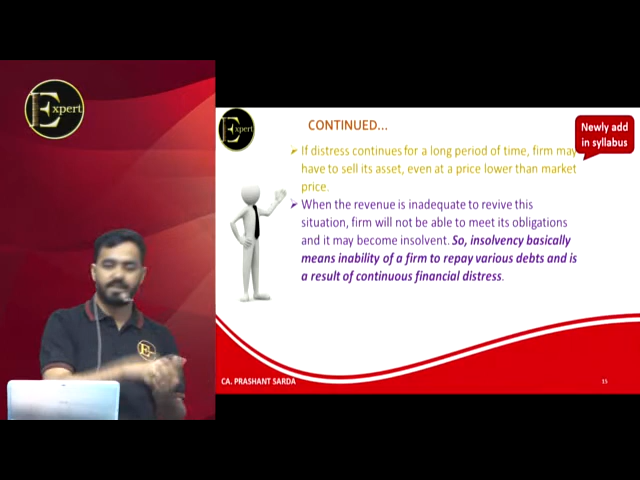 Expert
Expert
CONTINUED...
Newly add
in syllabus
➢ If distress continues for a long period of time, firm may
have to sell its asset, even at a price lower than market
price.
➢ When the revenue is inadequate to revive this
situation, firm will not be able to meet its obligations
and it may become insolvent. So, insolvency basically
means inability of a firm to repay various debts and is
a result of continuous financial distress.
CA. PRASHANT SARDA
15